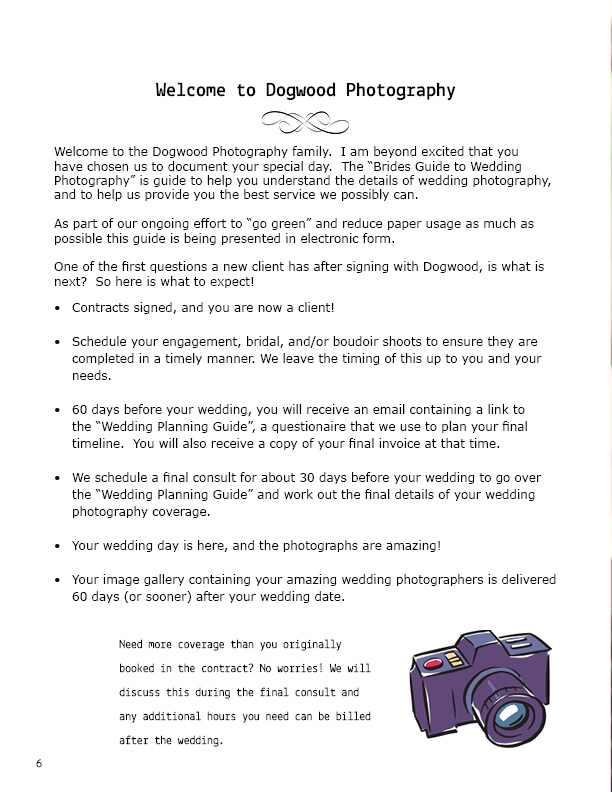 Welcome to Dogwood Photography
Welcome to the Dogwood Photography family.  I am beyond excited that you
have chosen us to document your special day.  The “Brides Guide to Wedding
Photography” is guide to help you understand the details of wedding photography,
and to help us provide you the best service we possibly can.
As part of our ongoing effort to “go green” and reduce paper usage as much as
possible this guide is being presented in electronic form.
One of the first questions a new client has after signing with Dogwood, is what is
next?  So here is what to expect!
• Contracts signed, and you are now a client!
• Schedule your engagement, bridal, and/or boudoir shoots to ensure they are
completed in a timely manner. We leave the timing of this up to you and your
needs.
• 60 days before your wedding, you will receive an email containing a link to
the “Wedding Planning Guide”, a questionaire that we use to plan your final
timeline.  You will also receive a copy of your final invoice at that time.
• We schedule a final consult for about 30 days before your wedding to go over
the “Wedding Planning Guide” and work out the final details of your wedding
photography coverage.
• Your wedding day is here, and the photographs are amazing!
• Your image gallery containing your amazing wedding photographers is delivered
60 days (or sooner) after your wedding date.
Need more coverage than you originally
booked in the contract? No worries! We will
discuss this during the final consult and
any additional hours you need can be billed
after the wedding.
6